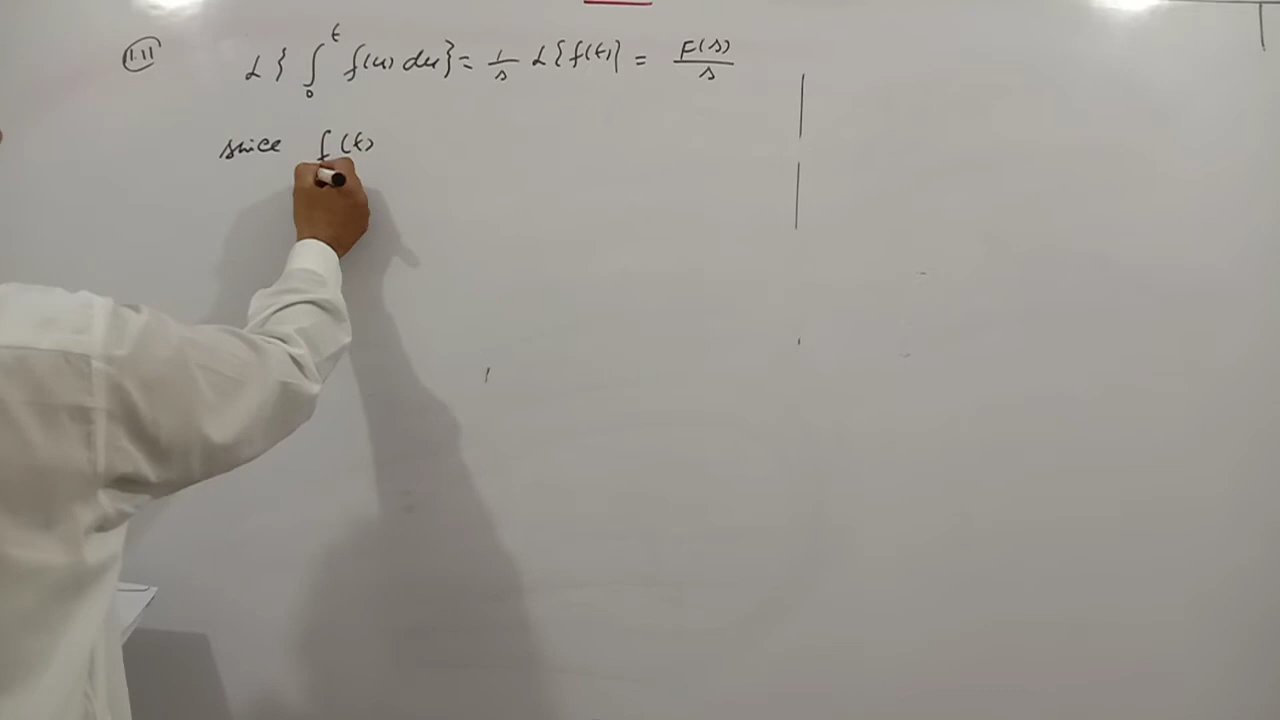 (1.11) ℒ{∫₀ᵗ f(u) du} = 1/s ℒ{f(t)} = F(s)/s
since f(t)